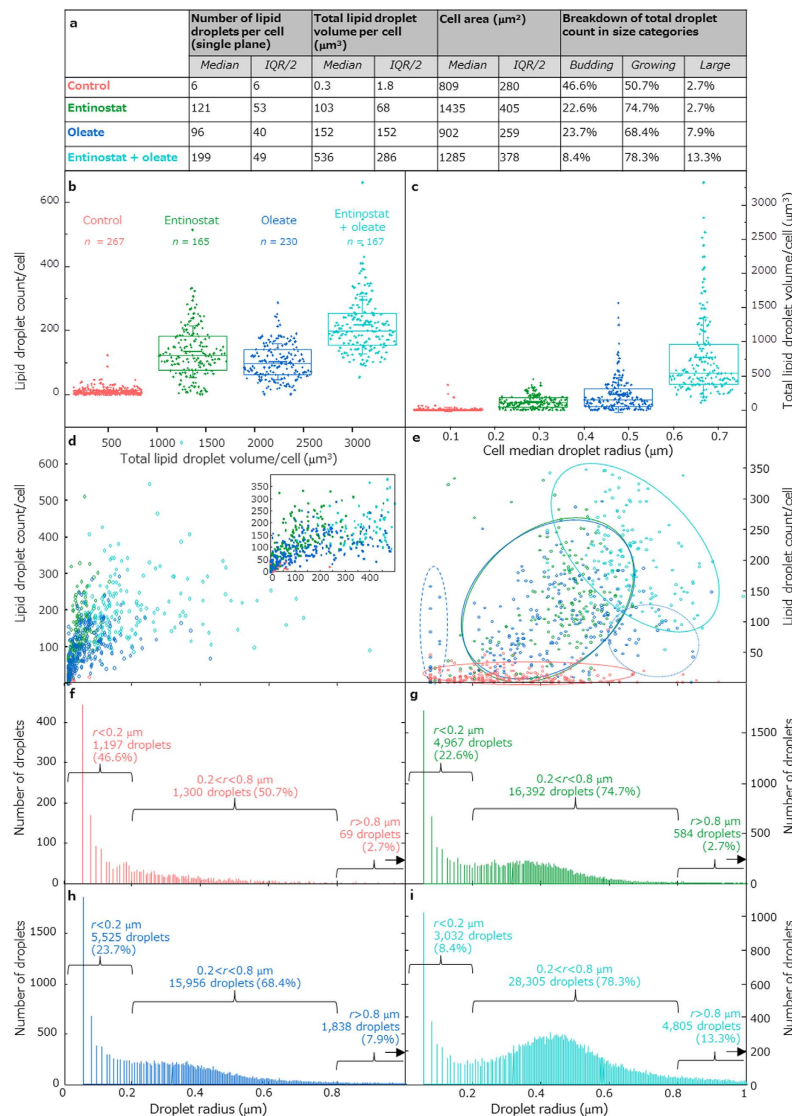 a
Number of lipid droplets per cell (single plane)
Total lipid droplet volume per cell (μm³)
Cell area (μm²)
Breakdown of total droplet count in size categories
Median IQR/2 Median IQR/2 Median IQR/2 Budding Growing Large
Control 6 6 0.3 1.8 809 280 46.6% 50.7% 2.7%
Entinostat 121 53 103 68 1435 405 22.6% 74.7% 2.7%
Oleate 96 40 152 152 902 259 23.7% 68.4% 7.9%
Entinostat + oleate 199 49 536 286 1285 378 8.4% 78.3% 13.3%
b
Lipid droplet count/cell
600
400
200
0
Control
n = 267
Entinostat
n = 165
Oleate
n = 230
Entinostat
+ oleate
n = 167
c
Total lipid droplet volume/cell (μm³)
3000
2500
2000
1500
1000
500
0
d
500 1000 1500 2000 2500 3000
Total lipid droplet volume/cell (μm³)
Lipid droplet count/cell
600
500
400
300
200
100
350
300
250
200
150
100
50
0
0 100 200 300 400
e
0.1 0.2 0.3 0.4 0.5 0.6 0.7
Cell median droplet radius (μm)
Lipid droplet count/cell
350
300
250
200
150
100
50
f
Number of droplets
400
300
200
100
0
r<0.2 μm
1,197
droplets
(46.6%)
0.2<r<0.8 μm
1,300 droplets (50.7%)
r>0.8 μm
69 droplets
(2.7%)
g
Number of droplets
1500
1000
500
0
r<0.2 μm
4,967
droplets
(22.6%)
0.2<r<0.8 μm
16,392 droplets (74.7%)
r>0.8 μm
584 droplets
(2.7%)
h
Number of droplets
1500
1000
500
0
r<0.2 μm
5,525
droplets
(23.7%)
0.2<r<0.8 μm
15,956 droplets (68.4%)
r>0.8 μm
1,838
droplets
(7.9%)
0 0.2 0.4 0.6 0.8
Droplet radius (μm)
i
Number of droplets
1000
800
600
400
200
0
r<0.2 μm
3,032
droplets
(8.4%)
0.2<r<0.8 μm
28,305 droplets (78.3%)
r>0.8 μm
4,805
droplets
(13.3%)
0.2 0.4 0.6 0.8 1
Droplet radius (μm)